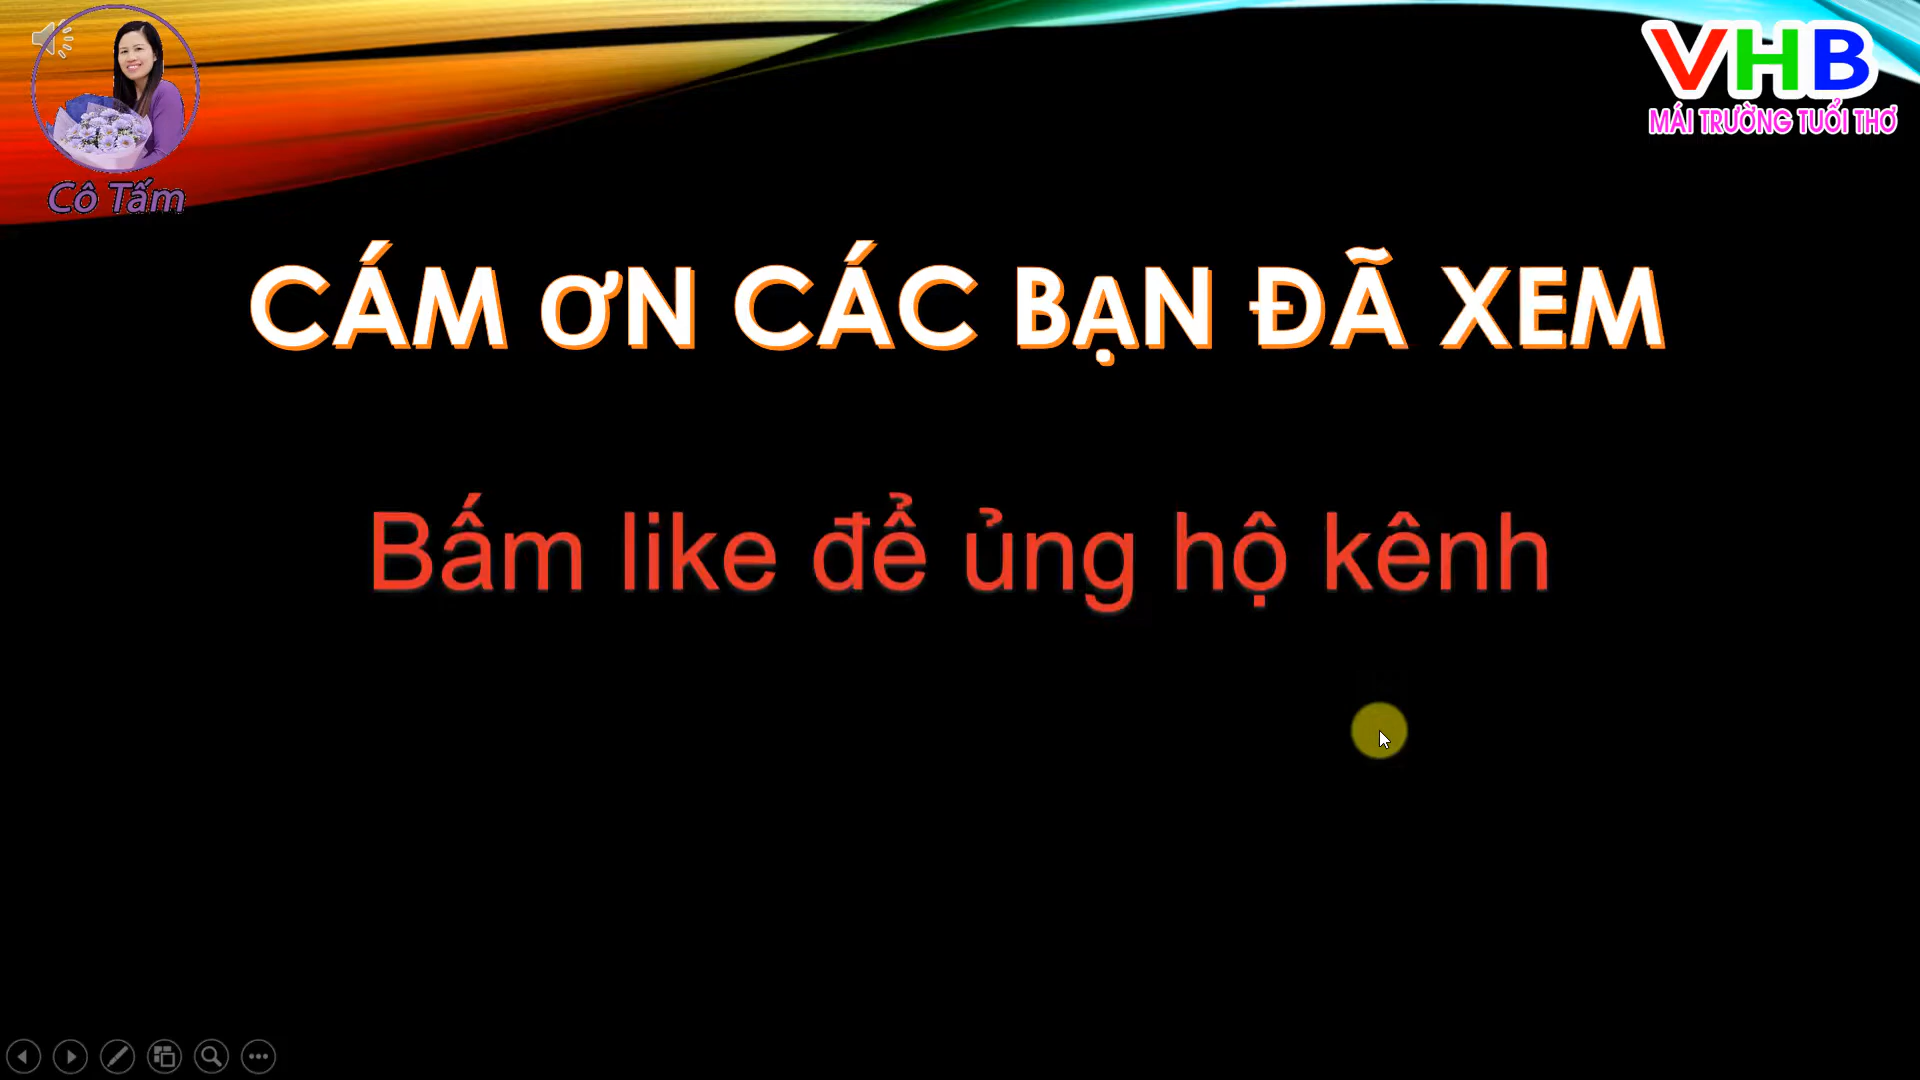 VHB
MÁI TRƯỜNG TUỔI THƠ
Cô Tấm
CÁM ƠN CÁC BẠN ĐÃ XEM
Bấm like để ủng hộ kênh